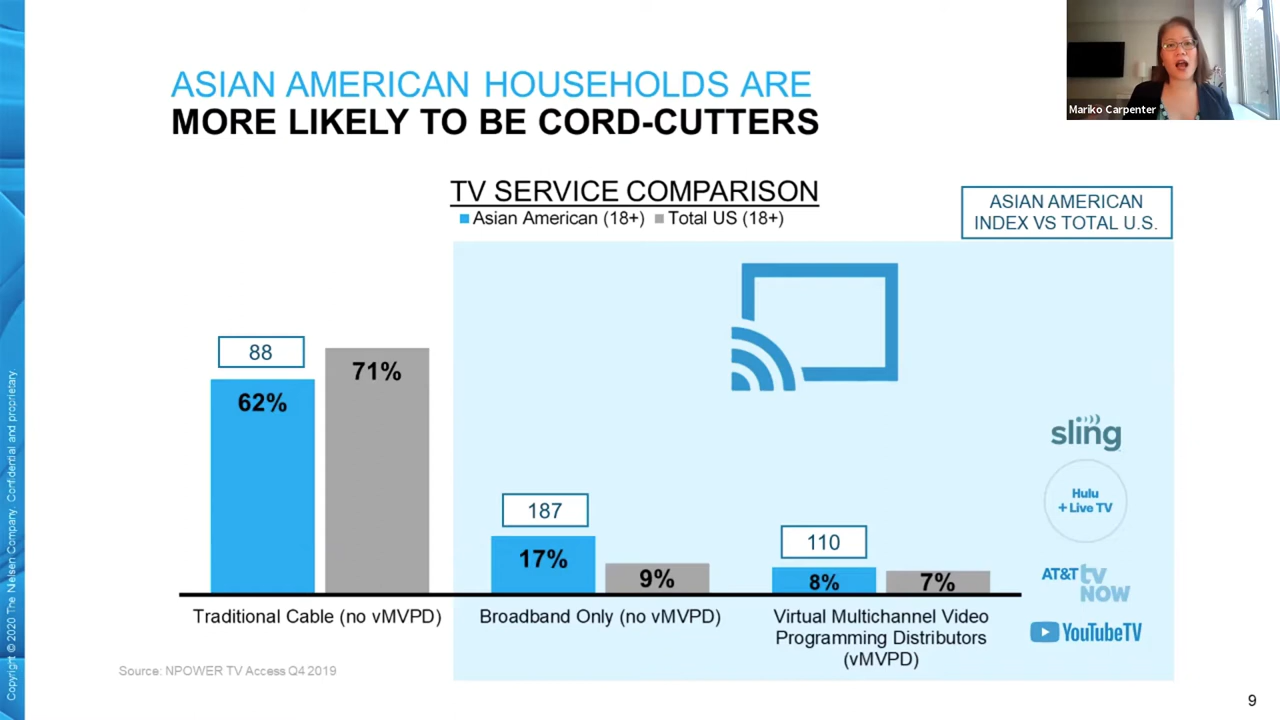 ASIAN AMERICAN HOUSEHOLDS ARE
MORE LIKELY TO BE CORD-CUTTERS
Mariko Carpenter
TV SERVICE COMPARISON
Asian American (18+) Total US (18+)
ASIAN AMERICAN
INDEX VS TOTAL U.S.
88
62%
71%
187
17%
9%
110
8%
7%
sling
Hulu
+ Live TV
AT&T tv
NOW
YouTubeTV
Traditional Cable (no vMVPD)
Broadband Only (no vMVPD)
Virtual Multichannel Video
Programming Distributors
(vMVPD)
Source: NPOWER TV Access Q4 2019
Copyright © 2020 The Nielsen Company. Confidential and proprietary.
9